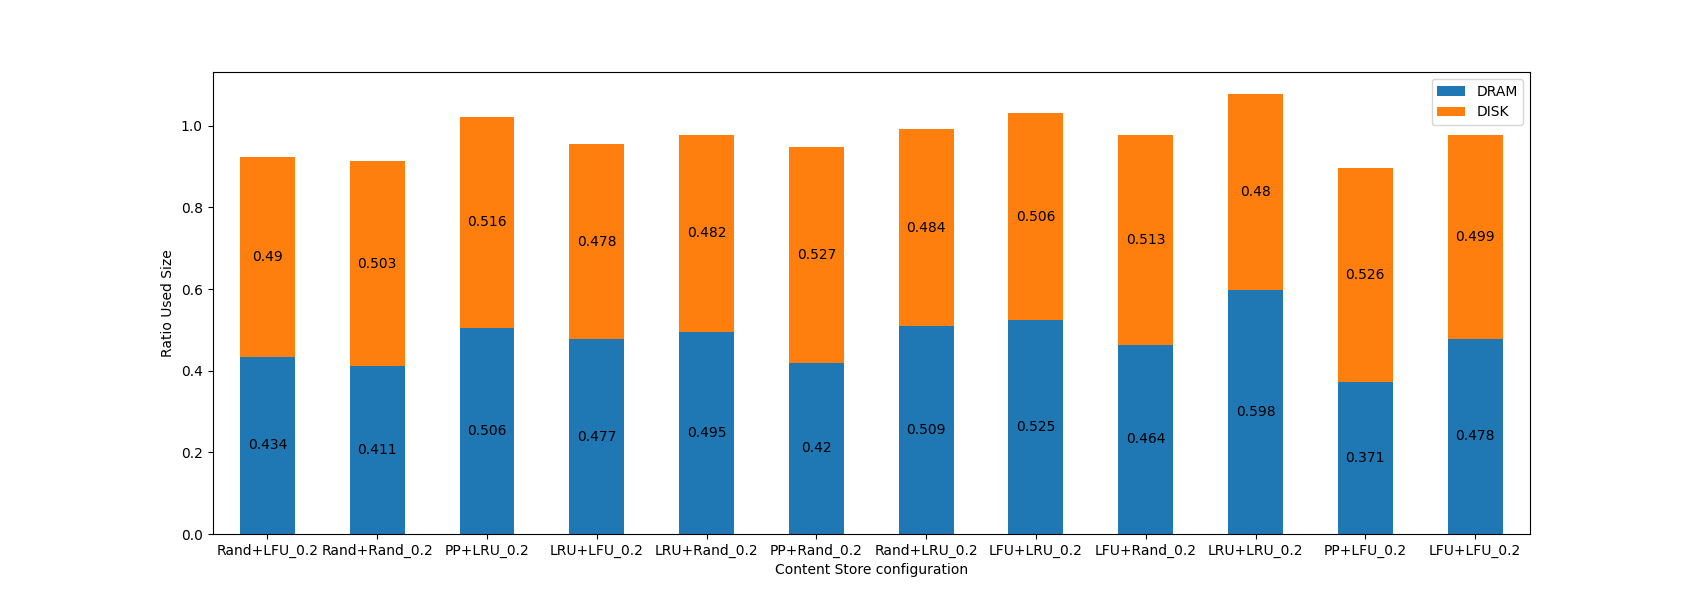 DRAM
DISK
1.0
0.8
0.6
0.4
0.2
0.0
Ratio Used Size
0.49 0.503 0.516 0.478 0.482 0.527 0.484 0.506 0.513 0.48 0.526 0.499
0.434 0.411 0.506 0.477 0.495 0.42 0.509 0.525 0.464 0.598 0.371 0.478
Rand+LFU_0.2 Rand+Rand_0.2 PP+LRU_0.2 LRU+LFU_0.2 LRU+Rand_0.2 PP+Rand_0.2 Rand+LRU_0.2 LFU+LRU_0.2 LFU+Rand_0.2 LRU+LRU_0.2 PP+LFU_0.2 LFU+LFU_0.2
Content Store configuration